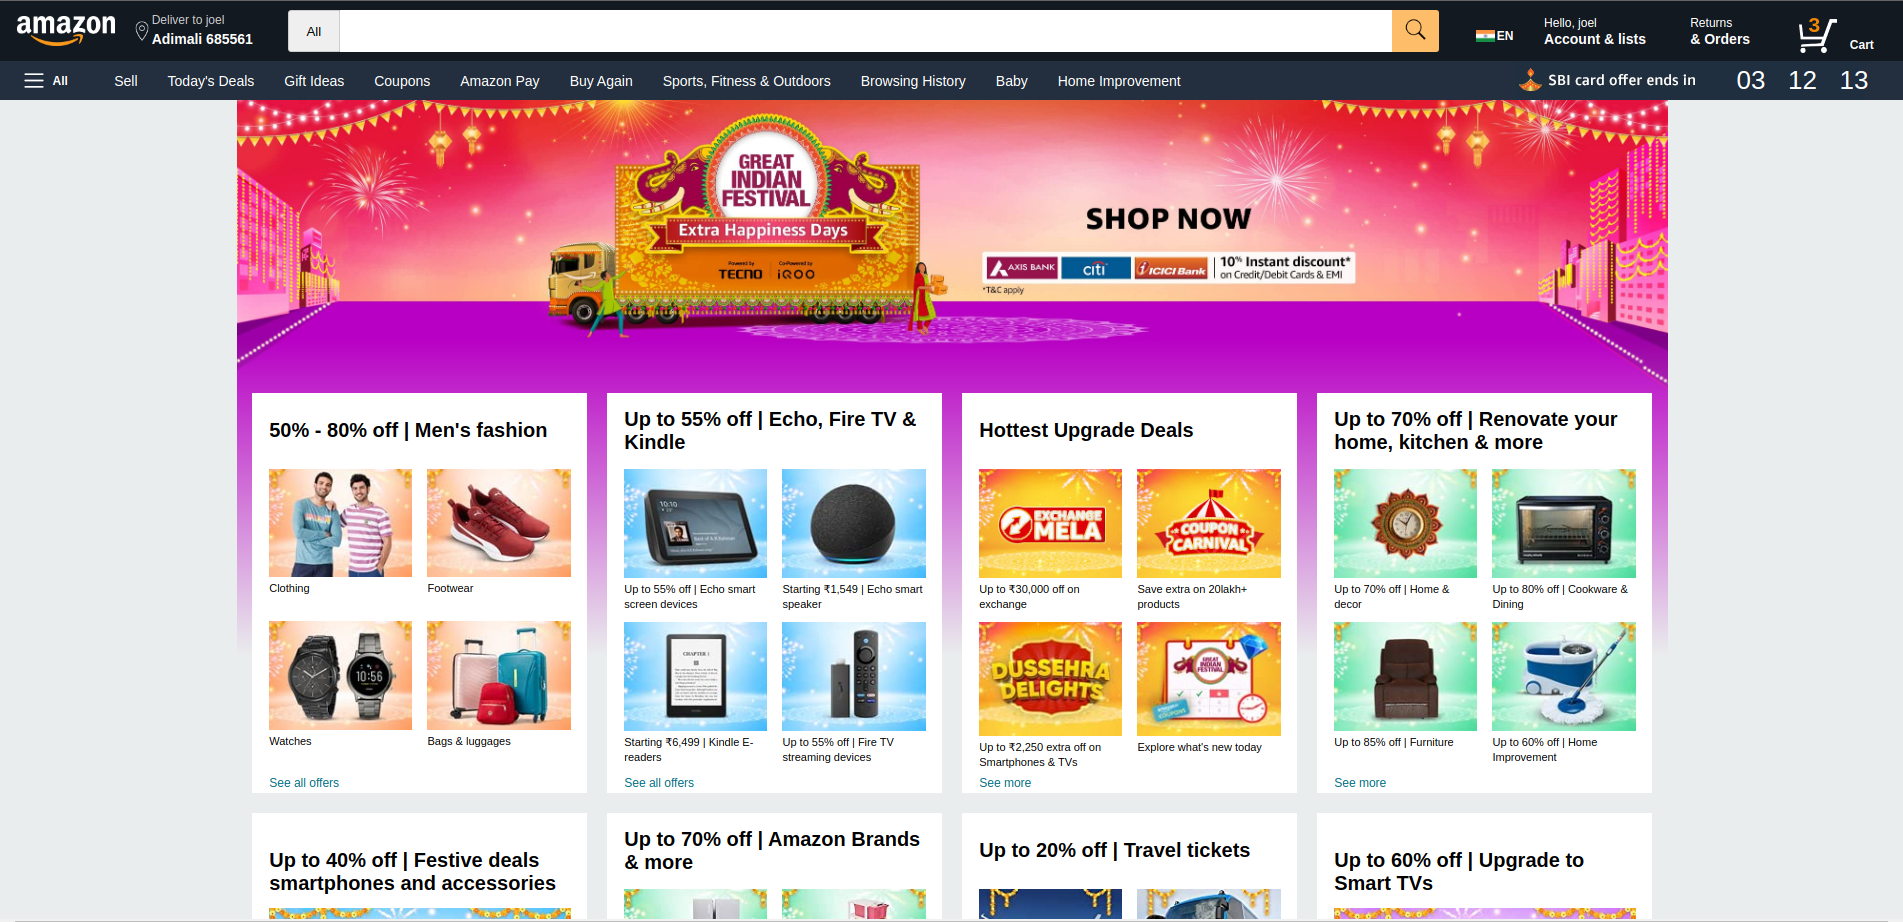 amazon
Deliver to joel
Adimali 685561
All
EN
Hello, joel
Account & lists
Returns
& Orders
3
Cart
All
Sell
Today's Deals
Gift Ideas
Coupons
Amazon Pay
Buy Again
Sports, Fitness & Outdoors
Browsing History
Baby
Home Improvement
SBI card offer ends in
03 12 13
GREAT
INDIAN
FESTIVAL
Extra Happiness Days
Powered by
TECNO
Co-Powered by
iQOO
SHOP NOW
AXIS BANK
citi
ICICI Bank
10% Instant discount*
on Credit/Debit Cards & EMI
*T&C apply
50% - 80% off | Men's fashion
Clothing
Footwear
10:56
Watches
Bags & luggages
See all offers
Up to 55% off | Echo, Fire TV &
Kindle
10:10
Up to 55% off | Echo smart
screen devices
Starting ₹1,549 | Echo smart
speaker
CHAPTER 1
Starting ₹6,499 | Kindle E-
readers
Up to 55% off | Fire TV
streaming devices
See all offers
Hottest Upgrade Deals
EXCHANGE
MELA
Up to ₹30,000 off on
exchange
COUPON
CARNIVAL
Save extra on 20lakh+
products
DUSSEHRA
DELIGHTS
Up to ₹2,250 extra off on
Smartphones & TVs
GREAT
INDIAN
FESTIVAL
COUPONS
Explore what's new today
See more
Up to 70% off | Renovate your
home, kitchen & more
Up to 70% off | Home &
decor
Up to 80% off | Cookware &
Dining
Up to 85% off | Furniture
Up to 60% off | Home
Improvement
See more
Up to 40% off | Festive deals
smartphones and accessories
Up to 70% off | Amazon Brands
& more
Up to 20% off | Travel tickets
Up to 60% off | Upgrade to
Smart TVs